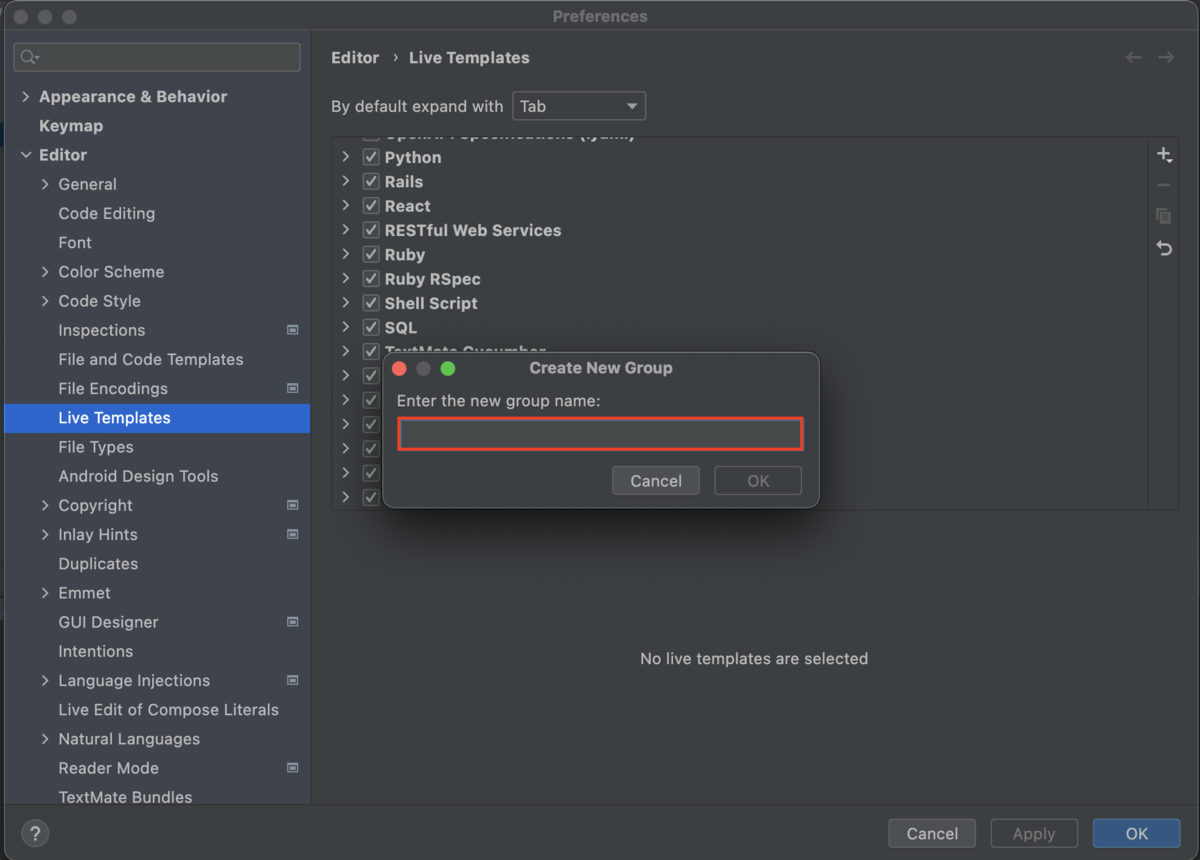 Preferences
Appearance & Behavior
Keymap
Editor
General
Code Editing
Font
Color Scheme
Code Style
Inspections
File and Code Templates
File Encodings
Live Templates
File Types
Android Design Tools
Copyright
Inlay Hints
Duplicates
Emmet
GUI Designer
Intentions
Language Injections
Live Edit of Compose Literals
Natural Languages
Reader Mode
TextMate Bundles
Editor › Live Templates
By default expand with Tab
Python
Rails
React
RESTful Web Services
Ruby
Ruby RSpec
Shell Script
SQL
Create New Group
Enter the new group name:
Cancel OK
No live templates are selected
? Cancel Apply OK